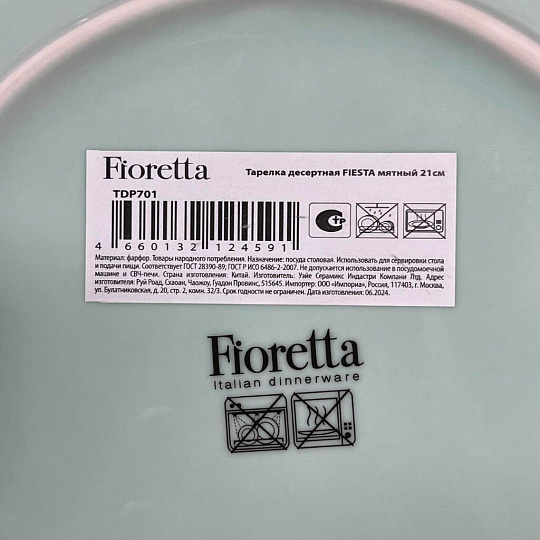 Fioretta
Тарелка десертная FIESTA мятный 21см
TDP701
4 660132 124591
Материал: фарфор. Товары народного потребления. Назначение: посуда столовая. Использовать для сервировки стола
и подачи пищи. Соответствует ГОСТ 28390-89; ГОСТ Р ИСО 6486-2-2007. Не допускается использование в посудомоечной
машине и СВЧ-печи. Страна изготовления: Китай. Изготовитель: Уэйе Серамикс Индастри Компани Лтд. Адрес
изготовителя: Руй Роад, Сказан, Чаожоу, Гуадон Провинс, 515645. Импортер: ООО «Импориа», Россия, 117403, г. Москва,
ул. Булатниковская, д. 20, стр. 2, комн. 32/3. Срок годности не ограничен. Дата изготовления: 06.2024.
Fioretta
Italian dinnerware